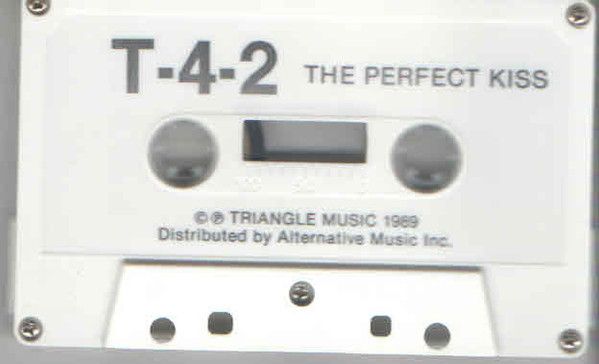 T-4-2 THE PERFECT KISS
© ℗ TRIANGLE MUSIC 1989
Distributed by Alternative Music Inc.